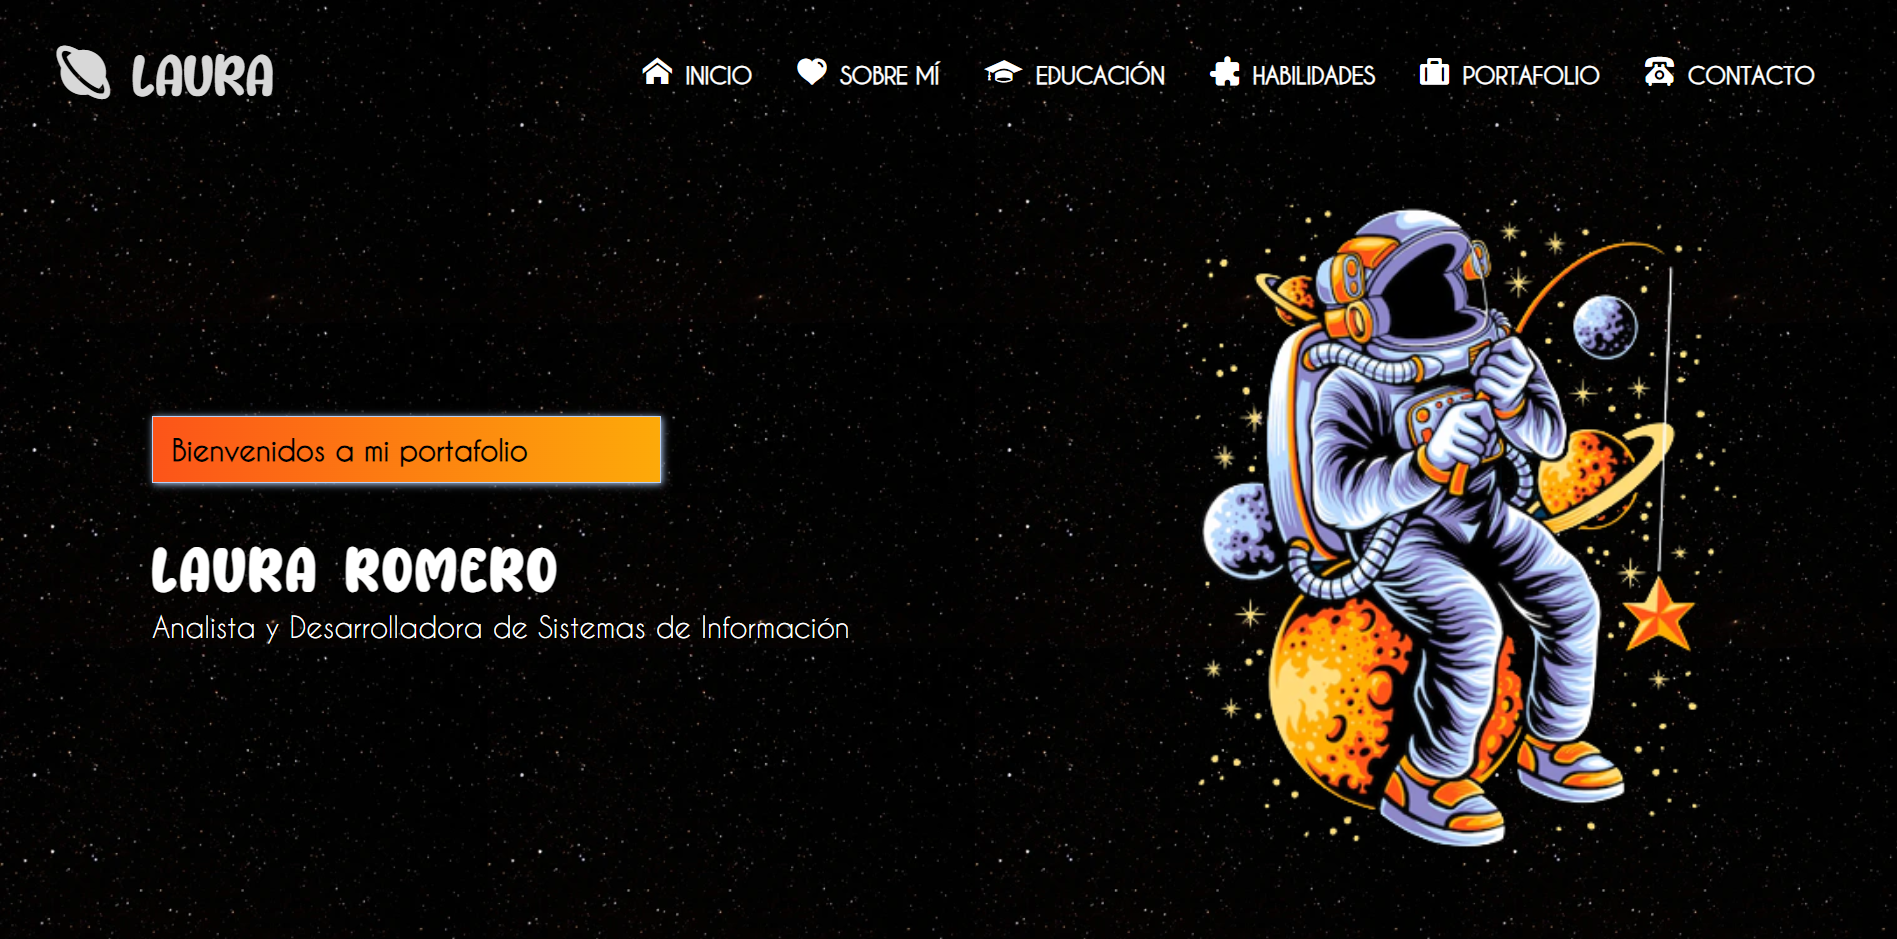 LAURA
INICIO
SOBRE MÍ
EDUCACIÓN
HABILIDADES
PORTAFOLIO
CONTACTO
Bienvenidos a mi portafolio
LAURA ROMERO
Analista y Desarrolladora de Sistemas de Información